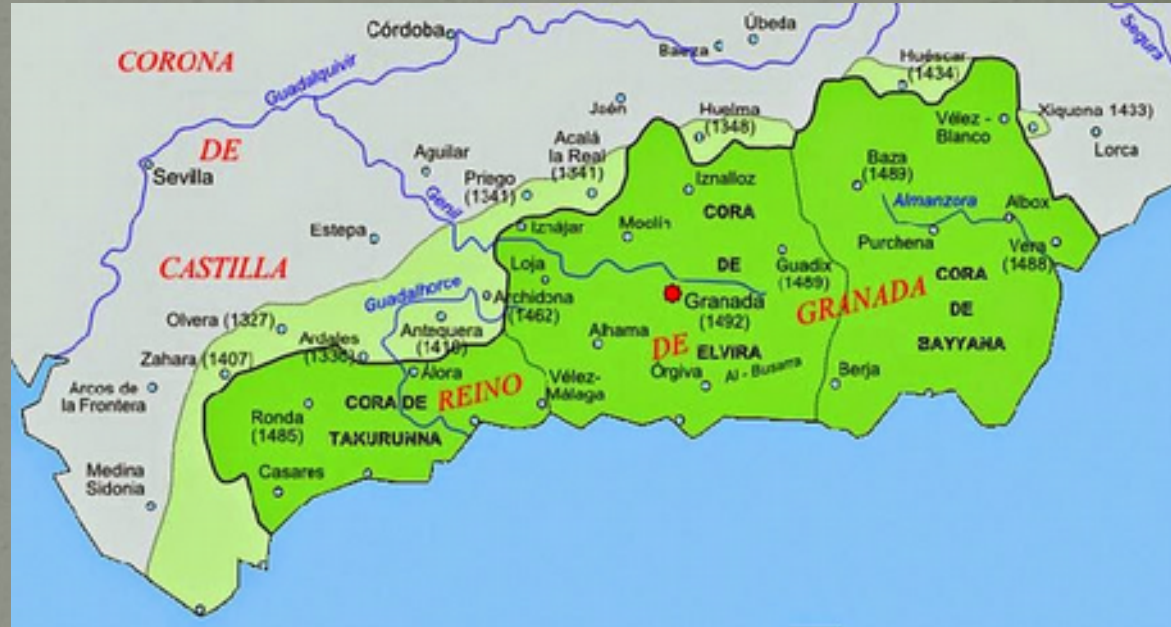 Córdoba
Úbeda
Baeza
Segura
CORONA
Guadalquivir
Huéscar
(1434)
Jaén
Huelma
(1348)
Vélez -
Blanco
Xiquena 1433)
Lorca
DE
Sevilla
Aguilar
Acalá
la Real
(1341)
Priego
(1341)
Genil
Iznalloz
Baza
(1489)
Almanzora
Albox
Estepa
Iznájar
Moclín
CORA
DE
ELVIRA
Guadix
(1489)
Purchena
Vera
(1488)
CASTILLA
Loja
Guadalhorce
Archidona
(1462)
Granada
(1492)
GRANADA
CORA
DE
BAYYANA
Olvera (1327)
Ardales
Antequera
(1410)
Alhama
DE
Zahara (1407)
Álora
REINO
Órgiva
Al - Busarra
Berja
Arcos de
la Frontera
Ronda
(1485)
CORA DE
TAKURUNNA
Vélez-
Málaga
Medina
Sidonia
Casares